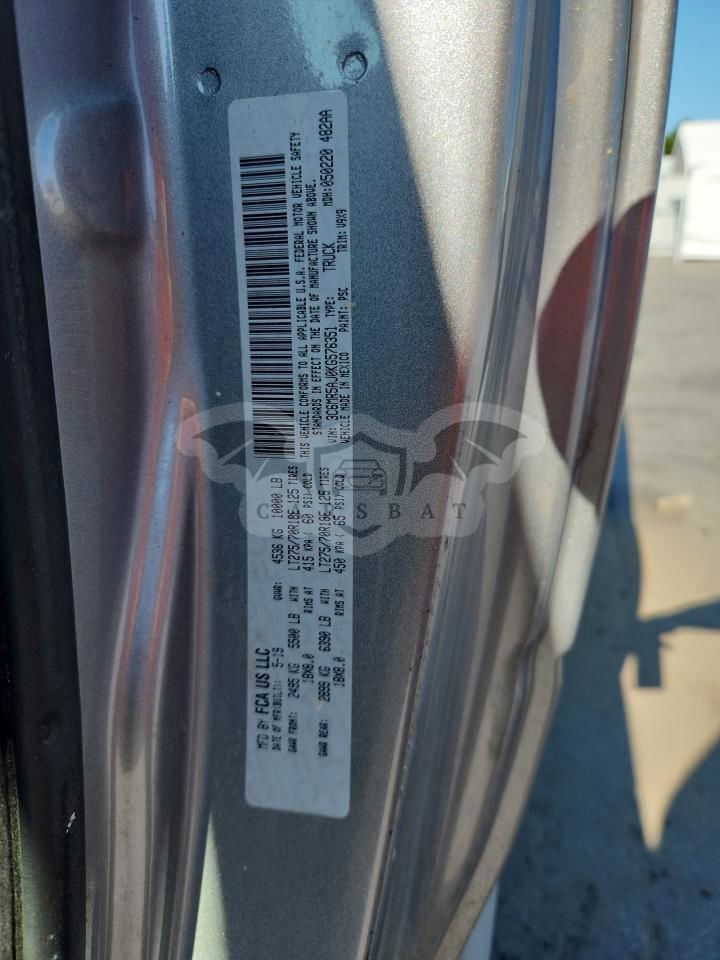 MFD BY FCA US LLC
DATE OF MFR(BUILT): 5-19 GVWR: 4536 KG 10000 LB
GAWR FRONT: 2495 KG 5500 LB WITH LT275/70R18E 125 TIRES
18X8.0 RIMS AT 415 KPA( 60 PSI) COLD
GAWR REAR: 2899 KG 6390 LB WITH LT275/70R18E 125 TIRES
18X8.0 RIMS AT 450 KPA ( 65 PSI) COLD
THIS VEHICLE CONFORMS TO ALL APPLICABLE U.S.A. FEDERAL MOTOR VEHICLE SAFETY
STANDARDS IN EFFECT ON THE DATE OF MANUFACTURE SHOWN ABOVE.
VIN: 3C6MR5AJ0KG576351 TYPE: TRUCK MDH:050220 482AA
VEHICLE MADE IN MEXICO PAINT: PSC TRIM: V9X9
CARSBAT